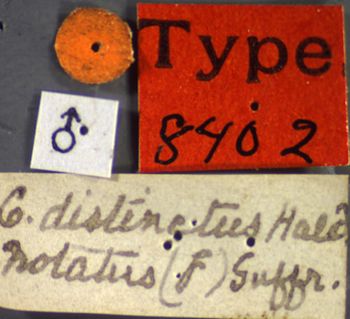 Type
8402
♂
C. distinctus Hald.
notatus (F) Suffr.